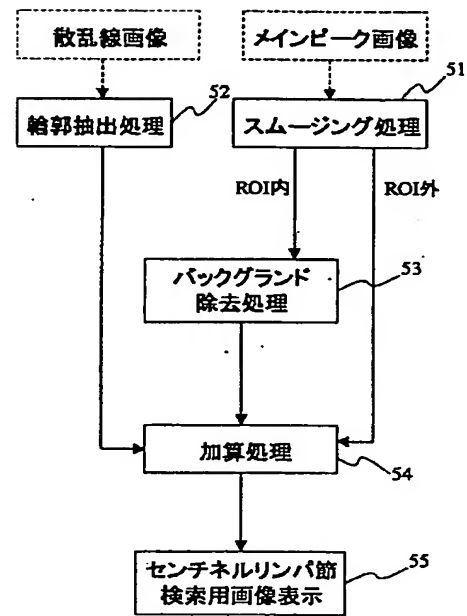 散乱線画像
メインピーク画像
52
51
輪郭抽出処理
スムージング処理
ROI内
ROI外
53
バックグランド
除去処理
加算処理
54
センチネルリンパ節
検索用画像表示
55